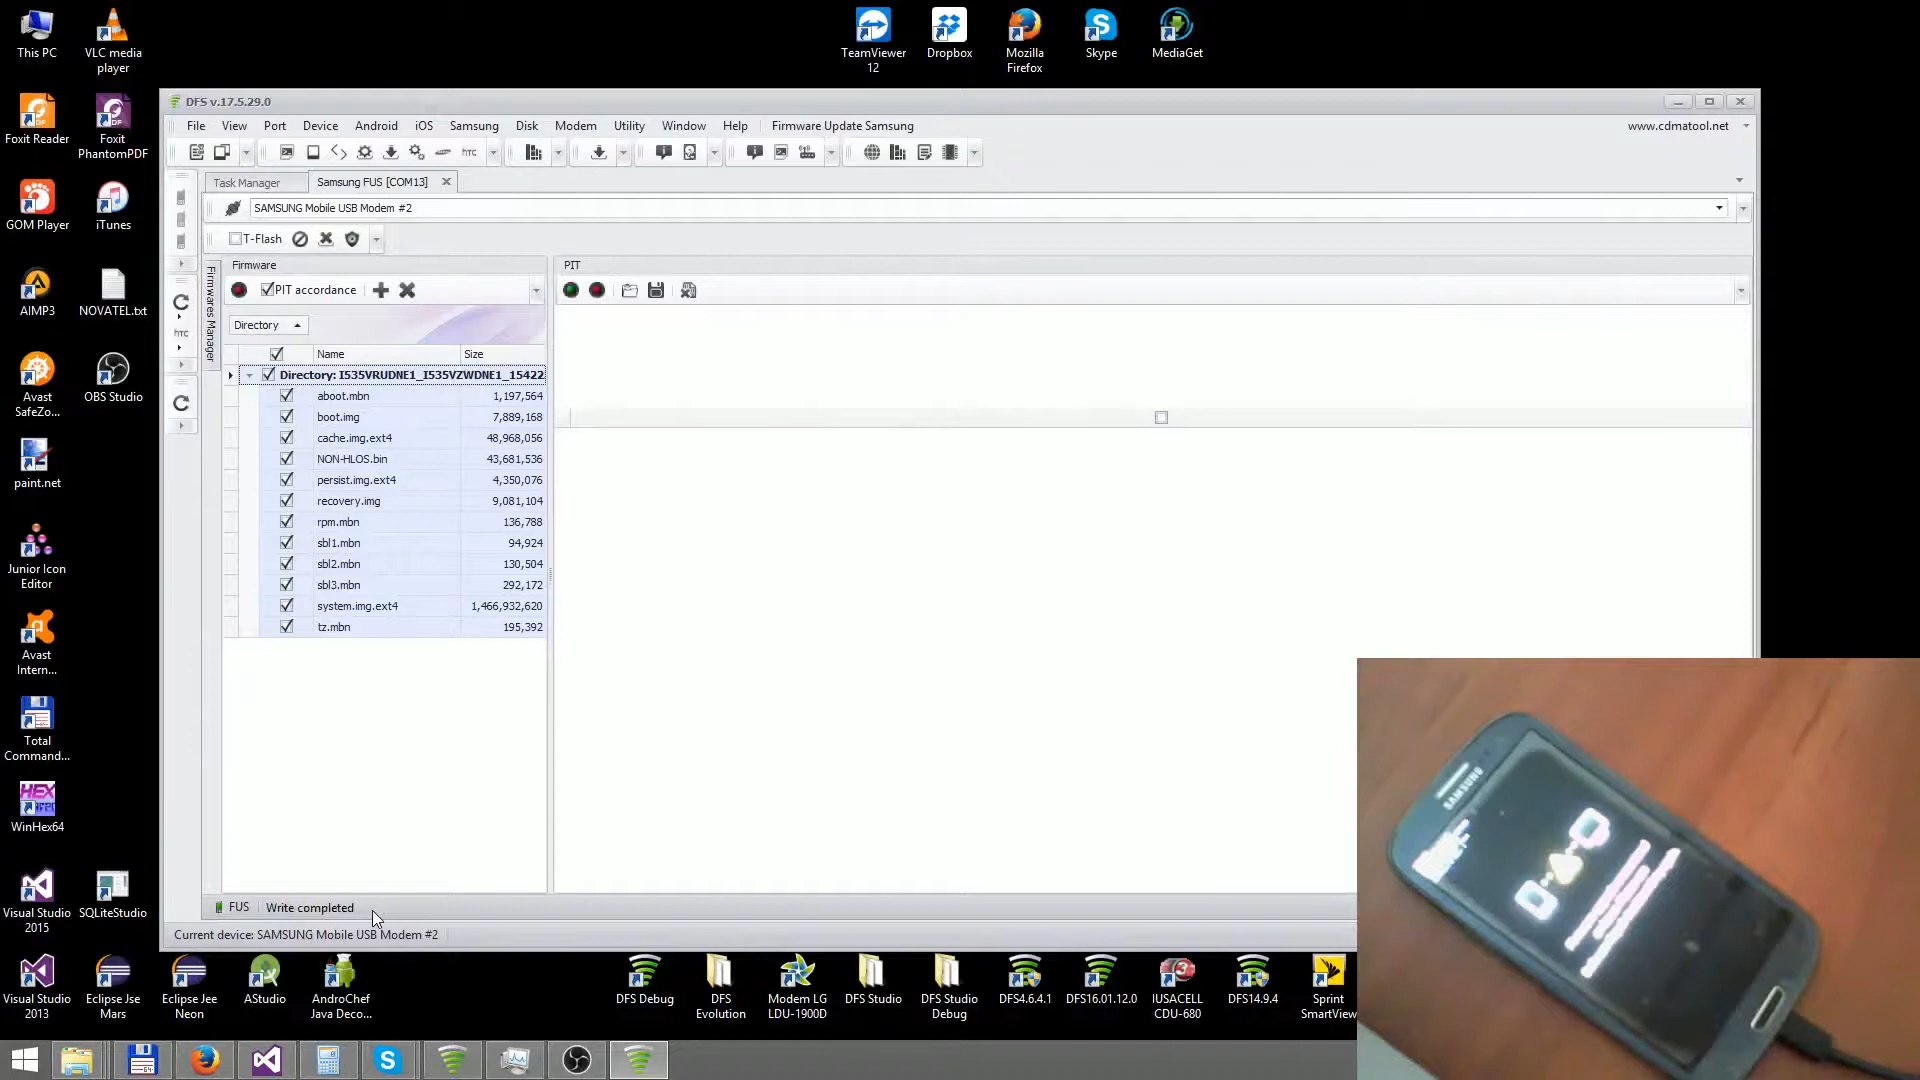 This PC
VLC media
player
TeamViewer
12
Dropbox
Mozilla
Firefox
Skype
MediaGet
Foxit Reader
Foxit
PhantomPDF
GOM Player
iTunes
AIMP3
NOVATEL.txt
Avast
SafeZo...
OBS Studio
paint.net
Junior Icon
Editor
Avast
Intern...
Total
Comman...
WinHex64
Visual Studio
2015
SQLiteStudio
DFS v.17.5.29.0
File View Port Device Android iOS Samsung Disk Modem Utility Window Help Firmware Update Samsung
www.cdmatool.net
htc
Task Manager
Samsung FUS [COM13]
SAMSUNG Mobile USB Modem #2
T-Flash
Firmwares Manager
htc
Firmware
PIT accordance
Directory
Name Size
Directory: I535VRUDNE1_I535VZWDNE1_15422
aboot.mbn 1,197,564
boot.img 7,889,168
cache.img.ext4 48,968,056
NON-HLOS.bin 43,681,536
persist.img.ext4 4,350,076
recovery.img 9,081,104
rpm.mbn 136,788
sbl1.mbn 94,924
sbl2.mbn 130,504
sbl3.mbn 292,172
system.img.ext4 1,466,932,620
tz.mbn 195,392
PIT
FUS Write completed
Current device: SAMSUNG Mobile USB Modem #2
SAMSUNG
Visual Studio
2013
Eclipse Jse
Mars
Eclipse Jee
Neon
AStudio
AndroChef
Java Deco...
DFS Debug
DFS
Evolution
Modem LG
LDU-1900D
DFS Studio
DFS Studio
Debug
DFS4.6.4.1
DFS16.01.12.0
IUSACELL
CDU-680
DFS14.9.4
Sprint
SmartView